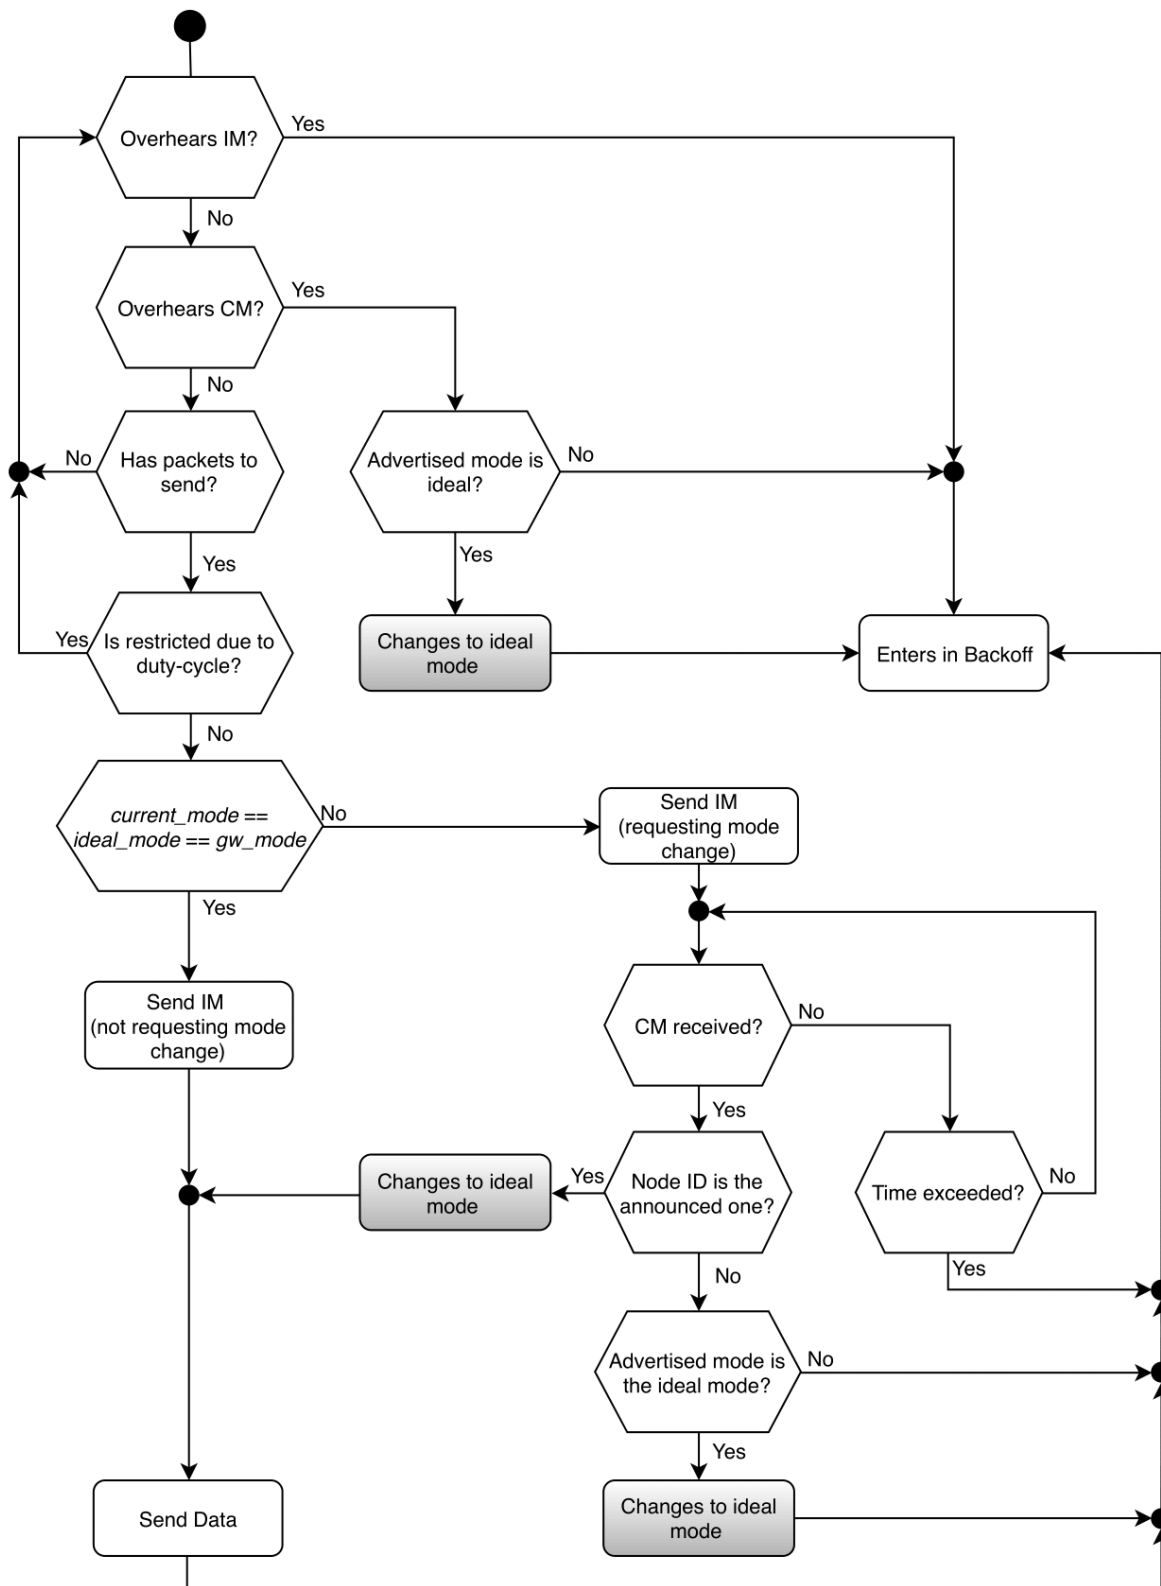 Overhears IM?
Yes
No
Overhears CM?
Yes
No
Has packets to
send?
No
Advertised mode is
ideal?
No
Yes
Yes
Is restricted due to
duty-cycle?
Yes
Changes to ideal
mode
Enters in Backoff
No
current_mode ==
ideal_mode == gw_mode
No
Send IM
(requesting mode
change)
Yes
Send IM
(not requesting mode
change)
CM received?
No
Yes
Changes to ideal
mode
Yes
Node ID is the
announced one?
Time exceeded?
No
Yes
No
Advertised mode is
the ideal mode?
No
Yes
Send Data
Changes to ideal
mode